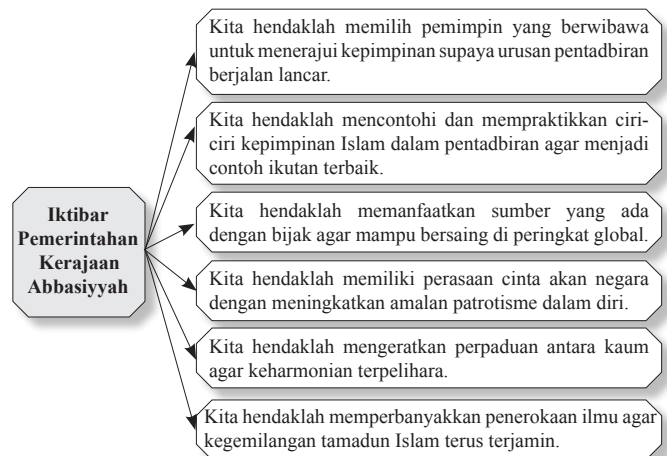 Kita hendaklah memilih pemimpin yang berwibawa
untuk menerajui kepimpinan supaya urusan pentadbiran
berjalan lancar.
Kita hendaklah mencontohi dan mempraktikkan ciri-
ciri kepimpinan Islam dalam pentadbiran agar menjadi
contoh ikutan terbaik.
Iktibar
Pemerintahan
Kerajaan
Abbasiyyah
Kita hendaklah memanfaatkan sumber yang ada
dengan bijak agar mampu bersaing di peringkat global.
Kita hendaklah memiliki perasaan cinta akan negara
dengan meningkatkan amalan patrotisme dalam diri.
Kita hendaklah mengeratkan perpaduan antara kaum
agar keharmonian terpelihara.
Kita hendaklah memperbanyakkan penerokaan ilmu agar
kegemilangan tamadun Islam terus terjamin.